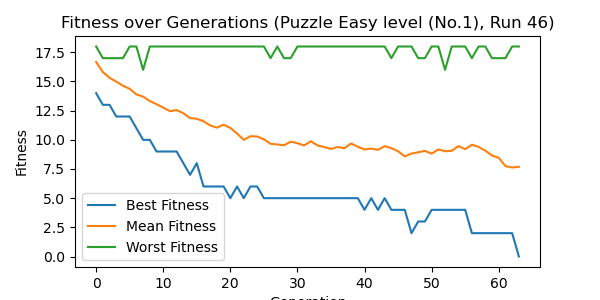 Fitness over Generations (Puzzle Easy level (No.1), Run 46)
Fitness
17.5
15.0
12.5
10.0
7.5
5.0
2.5
0.0
Best Fitness
Mean Fitness
Worst Fitness
0 10 20 30 40 50 60
Generation